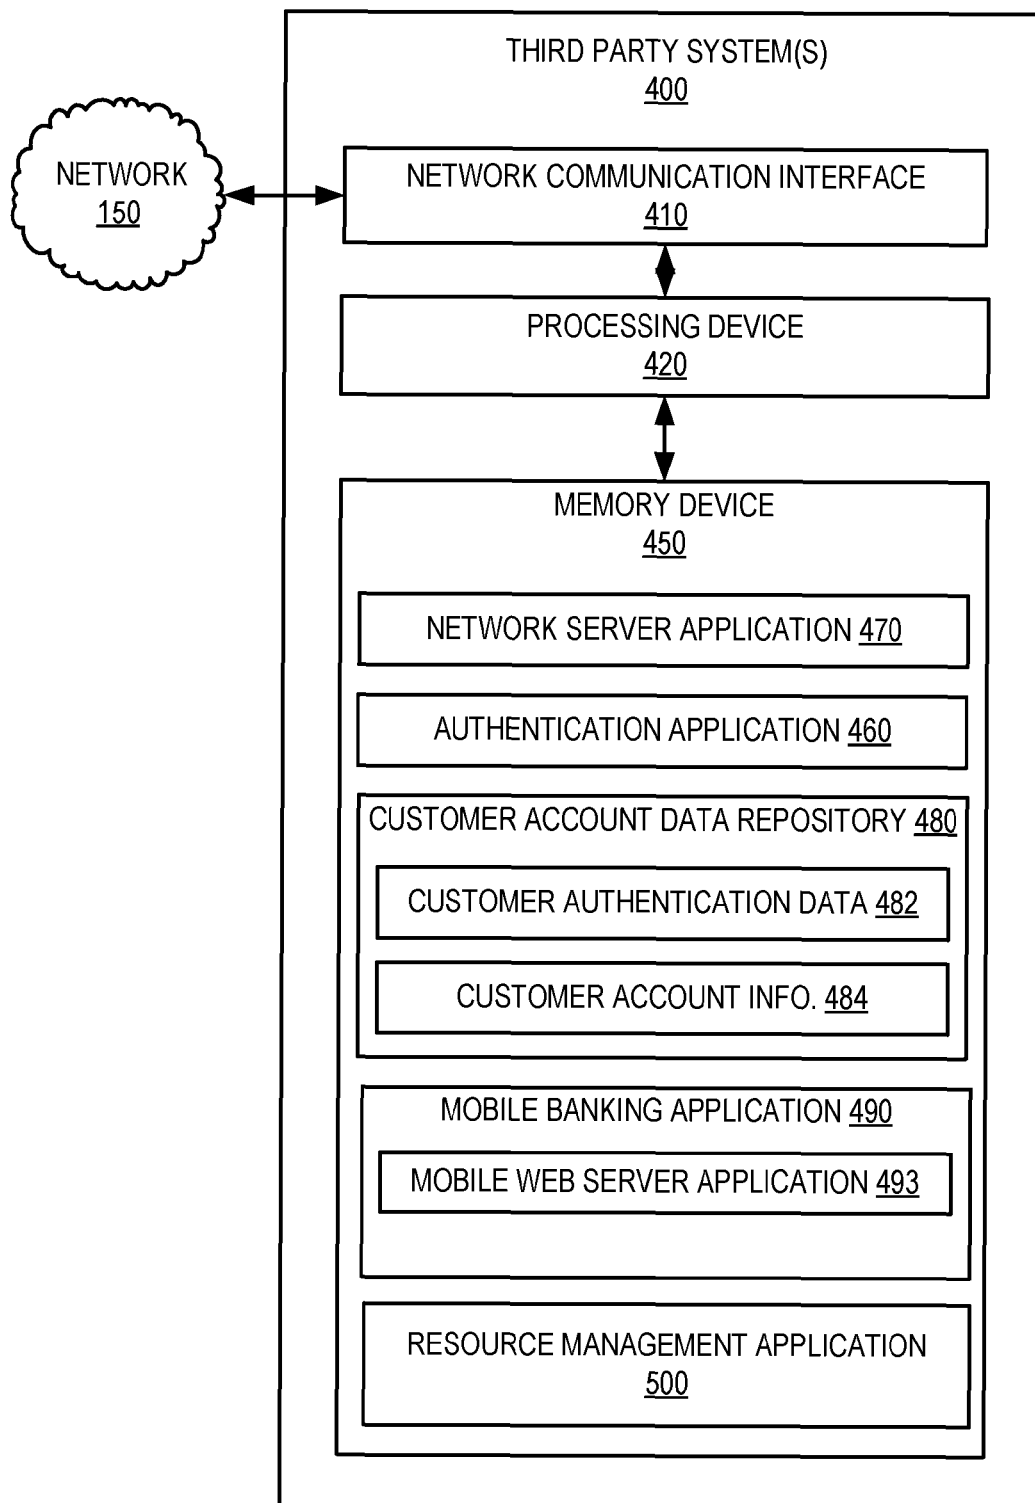 THIRD PARTY SYSTEM(S)
400
NETWORK
150
NETWORK COMMUNICATION INTERFACE
410
PROCESSING DEVICE
420
MEMORY DEVICE
450
NETWORK SERVER APPLICATION 470
AUTHENTICATION APPLICATION 460
CUSTOMER ACCOUNT DATA REPOSITORY 480
CUSTOMER AUTHENTICATION DATA 482
CUSTOMER ACCOUNT INFO. 484
MOBILE BANKING APPLICATION 490
MOBILE WEB SERVER APPLICATION 493
RESOURCE MANAGEMENT APPLICATION
500